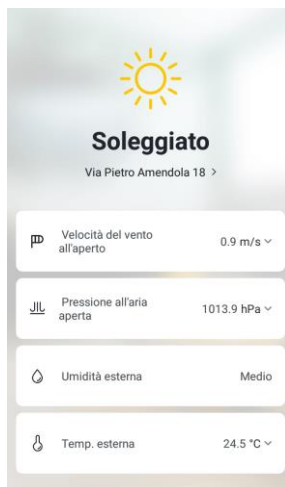 Soleggiato
Via Pietro Amendola 18 >
Velocità del vento
all'aperto
0.9 m/s
Pressione all'aria
aperta
1013.9 hPa
Umidità esterna
Medio
Temp. esterna
24.5 °C